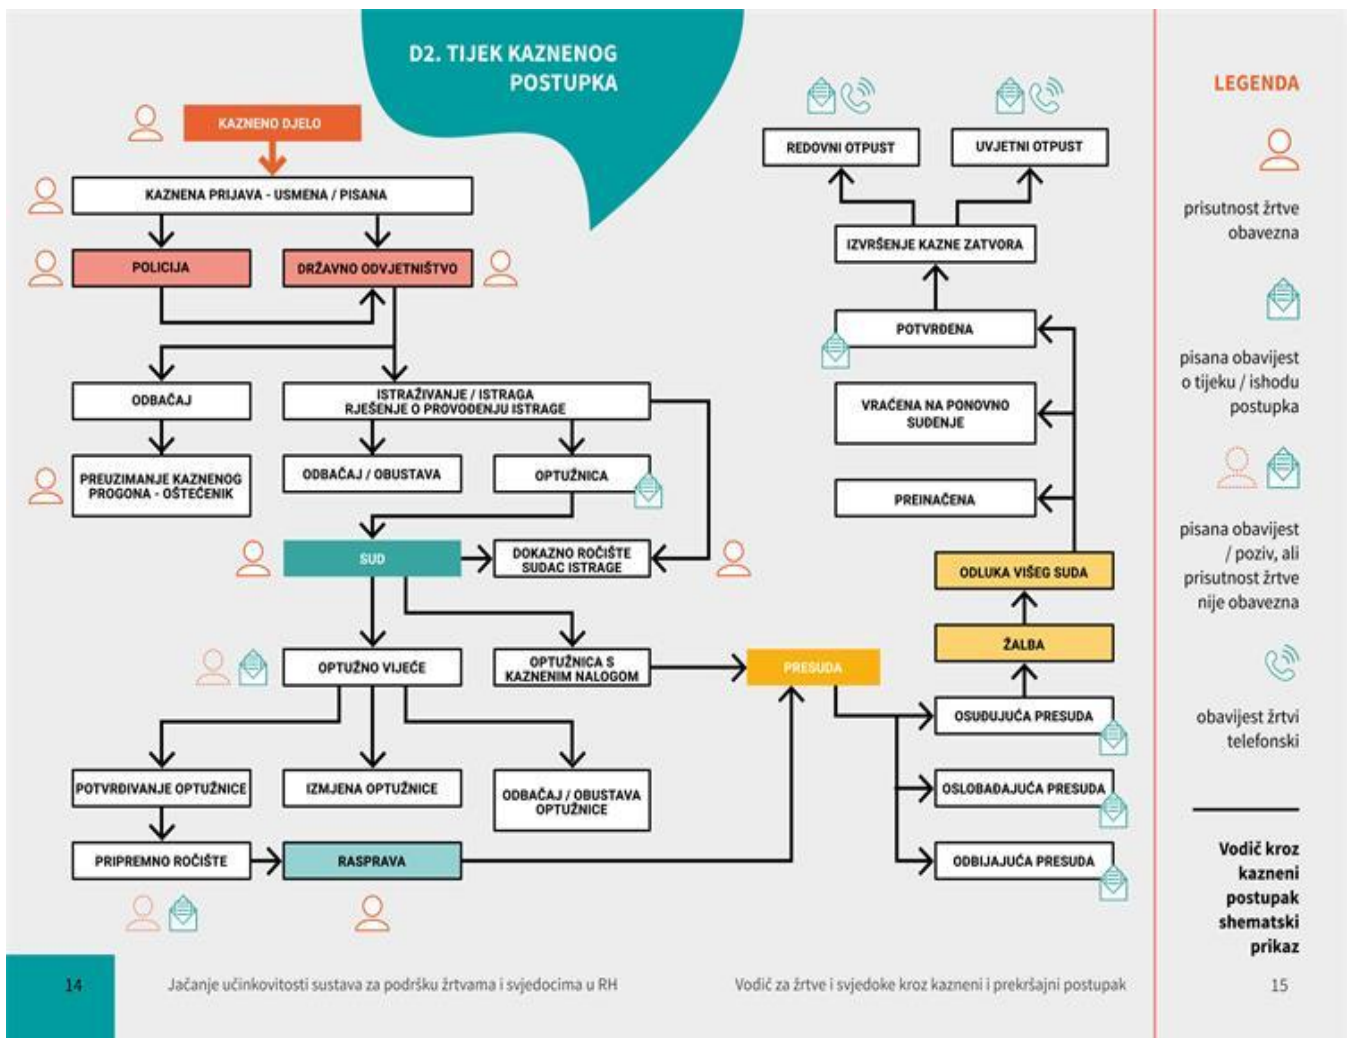 D2. TIJEK KAZNENOG
POSTUPKA
KAZNENO DJELO
KAZNENA PRIJAVA - USMENA / PISANA
POLICIJA
DRŽAVNO ODVJETNIŠTVO
ODBAČAJ
ISTRAŽIVANJE / ISTRAGA
RJEŠENJE O PROVOĐENJU ISTRAGE
PREUZIMANJE KAZNENOG
PROGONA - OŠTEĆENIK
ODBAČAJ / OBUSTAVA
OPTUŽNICA
SUD
DOKAZNO ROČIŠTE
SUDAC ISTRAGE
OPTUŽNO VIJEĆE
OPTUŽNICA S
KAZNENIM NALOGOM
POTVRĐIVANJE OPTUŽNICE
IZMJENA OPTUŽNICE
ODBAČAJ / OBUSTAVA
OPTUŽNICE
PRIPREMNO ROČIŠTE
RASPRAVA
REDOVNI OTPUST
UVJETNI OTPUST
IZVRŠENJE KAZNE ZATVORA
POTVRĐENA
VRAĆENA NA PONOVNO
SUĐENJE
PREINAČENA
ODLUKA VIŠEG SUDA
ŽALBA
PRESUDA
OSUĐUJUĆA PRESUDA
OSLOBAĐAJUĆA PRESUDA
ODBIJAJUĆA PRESUDA
LEGENDA
prisutnost žrtve
obavezna
pisana obavijest
o tijeku / ishodu
postupka
pisana obavijest
/ poziv, ali
prisutnost žrtve
nije obavezna
obavijest žrtvi
telefonski
Vodič kroz
kazneni
postupak
shematski
prikaz
14
Jačanje učinkovitosti sustava za podršku žrtvama i svjedocima u RH
Vodič za žrtve i svjedoke kroz kazneni i prekršajni postupak
15